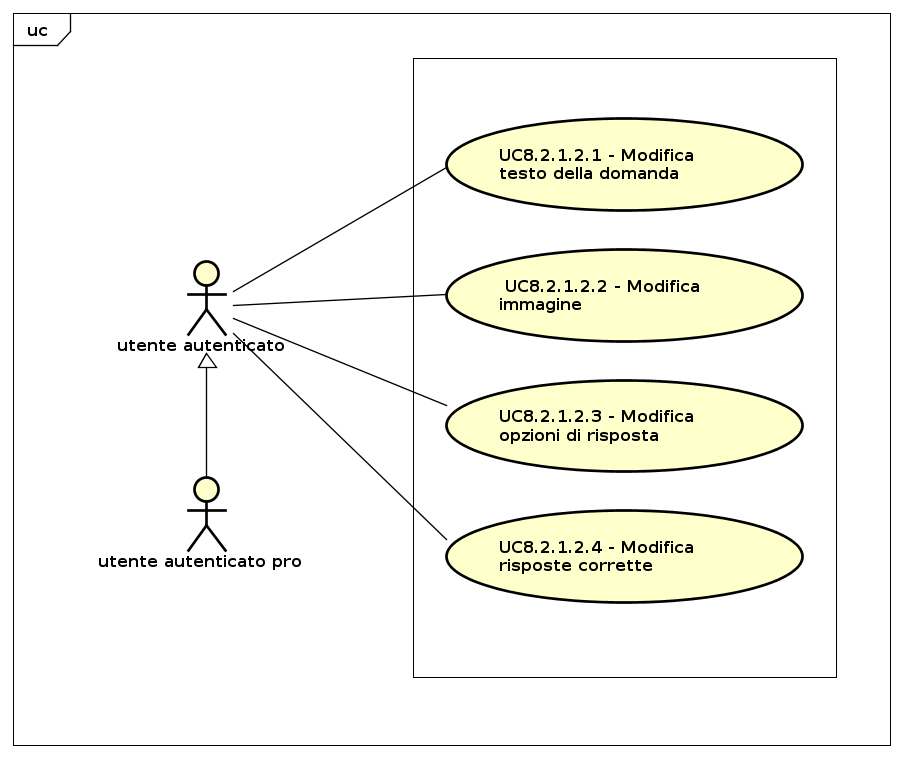 uc
UC8.2.1.2.1 - Modifica
testo della domanda
UC8.2.1.2.2 - Modifica
immagine
utente autenticato
UC8.2.1.2.3 - Modifica
opzioni di risposta
UC8.2.1.2.4 - Modifica
risposte corrette
utente autenticato pro